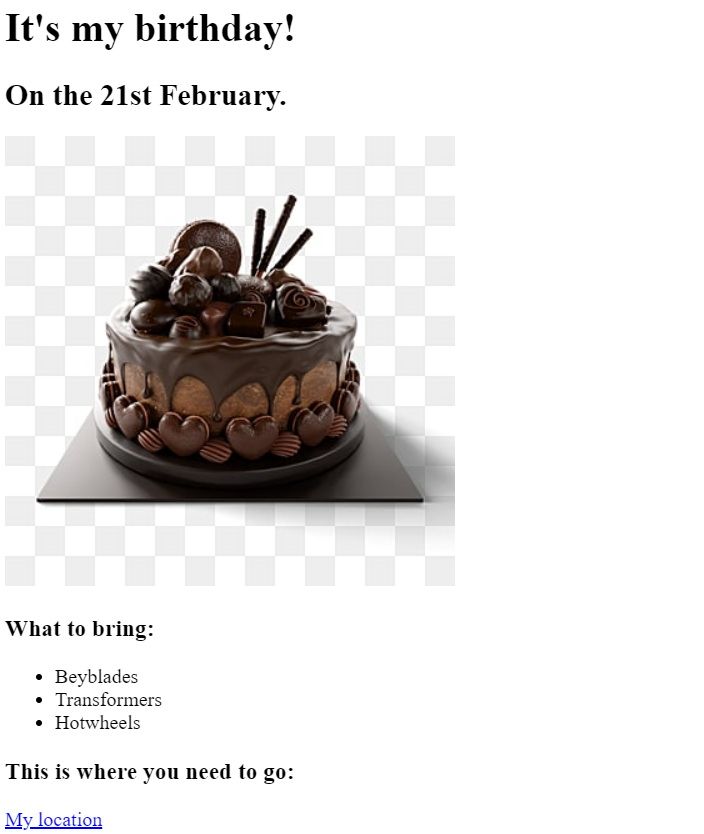 It's my birthday!
On the 21st February.
What to bring:
Beyblades
Transformers
Hotwheels
This is where you need to go:
My location